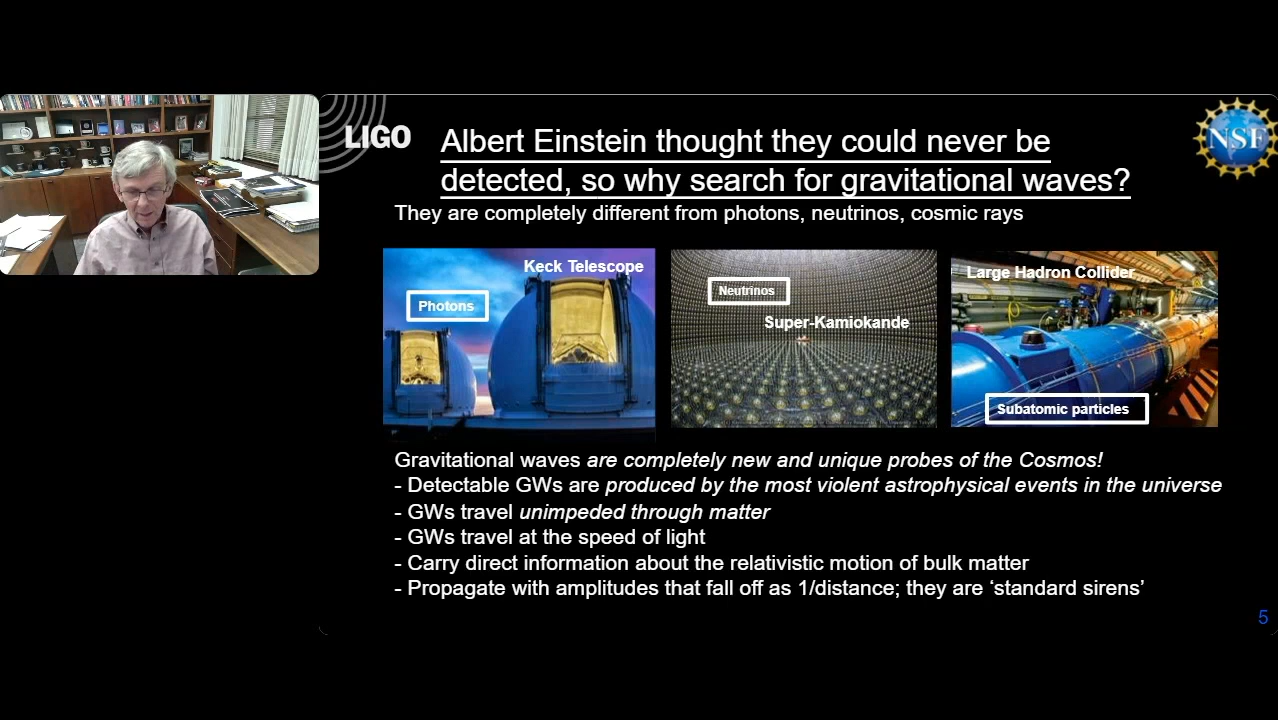 LIGO
NSF
Albert Einstein thought they could never be
detected, so why search for gravitational waves?
They are completely different from photons, neutrinos, cosmic rays
Keck Telescope
Photons
Neutrinos
Super-Kamiokande
Large Hadron Collider
Subatomic particles
Gravitational waves are completely new and unique probes of the Cosmos!
- Detectable GWs are produced by the most violent astrophysical events in the universe
- GWs travel unimpeded through matter
- GWs travel at the speed of light
- Carry direct information about the relativistic motion of bulk matter
- Propagate with amplitudes that fall off as 1/distance; they are ‘standard sirens’
5